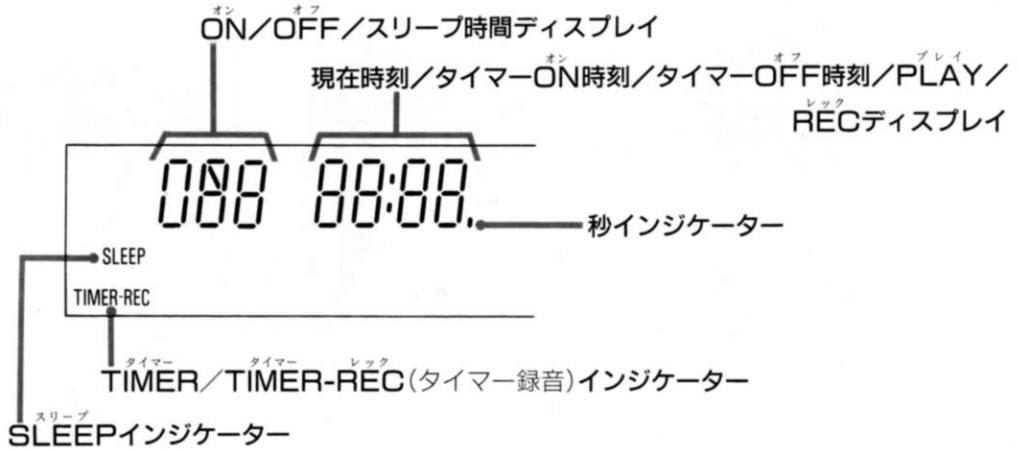 ON/OFF/スリープ時間ディスプレイ
現在時刻/タイマーON時刻/タイマーOFF時刻/PLAY/
RECディスプレイ
088 88:88.
秒インジケーター
SLEEP
TIMER-REC
TIMER/TIMER-REC(タイマー録音)インジケーター
SLEEPインジケーター